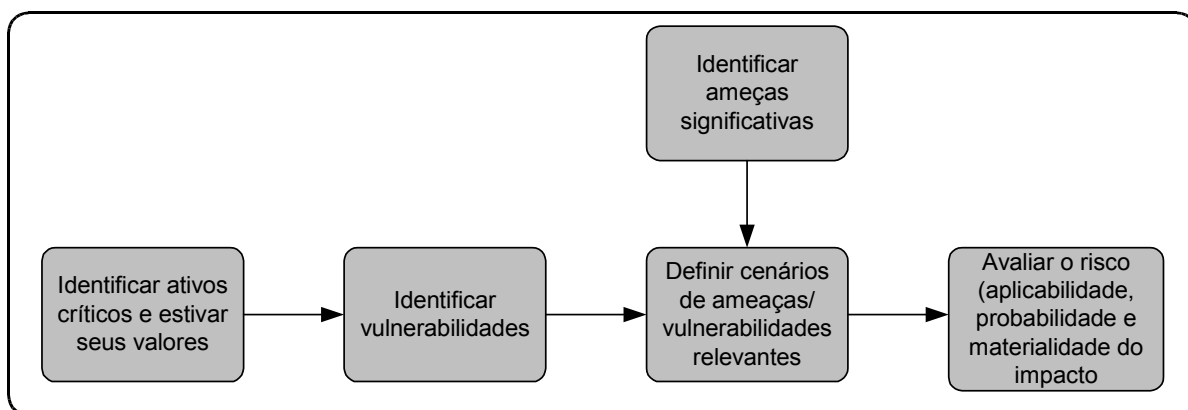 Identificar
ameças
significativas
Identificar ativos
críticos e estivar
seus valores
Identificar
vulnerabilidades
Definir cenários
de ameaças/
vulnerabilidades
relevantes
Avaliar o risco
(aplicabilidade,
probabilidade e
materialidade do
impacto